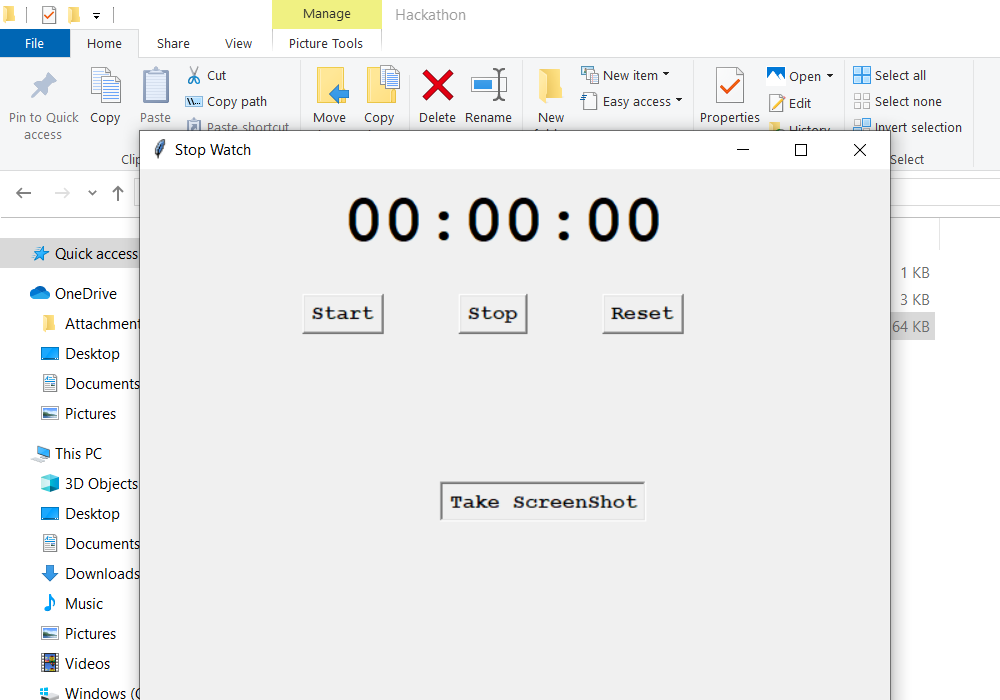 Manage
Hackathon
File
Home
Share
View
Picture Tools
Pin to Quick
access
Copy
Paste
Cut
Copy path
Paste shortcut
Move
Copy
Delete
Rename
New
New item
Easy access
Properties
Open
Edit
History
Select all
Select none
Invert selection
Select
Stop Watch
00:00:00
Start
Stop
Reset
Take ScreenShot
Quick access
OneDrive
Attachment
Desktop
Documents
Pictures
This PC
3D Objects
Desktop
Documents
Downloads
Music
Pictures
Videos
Windows (C
1 KB
3 KB
64 KB